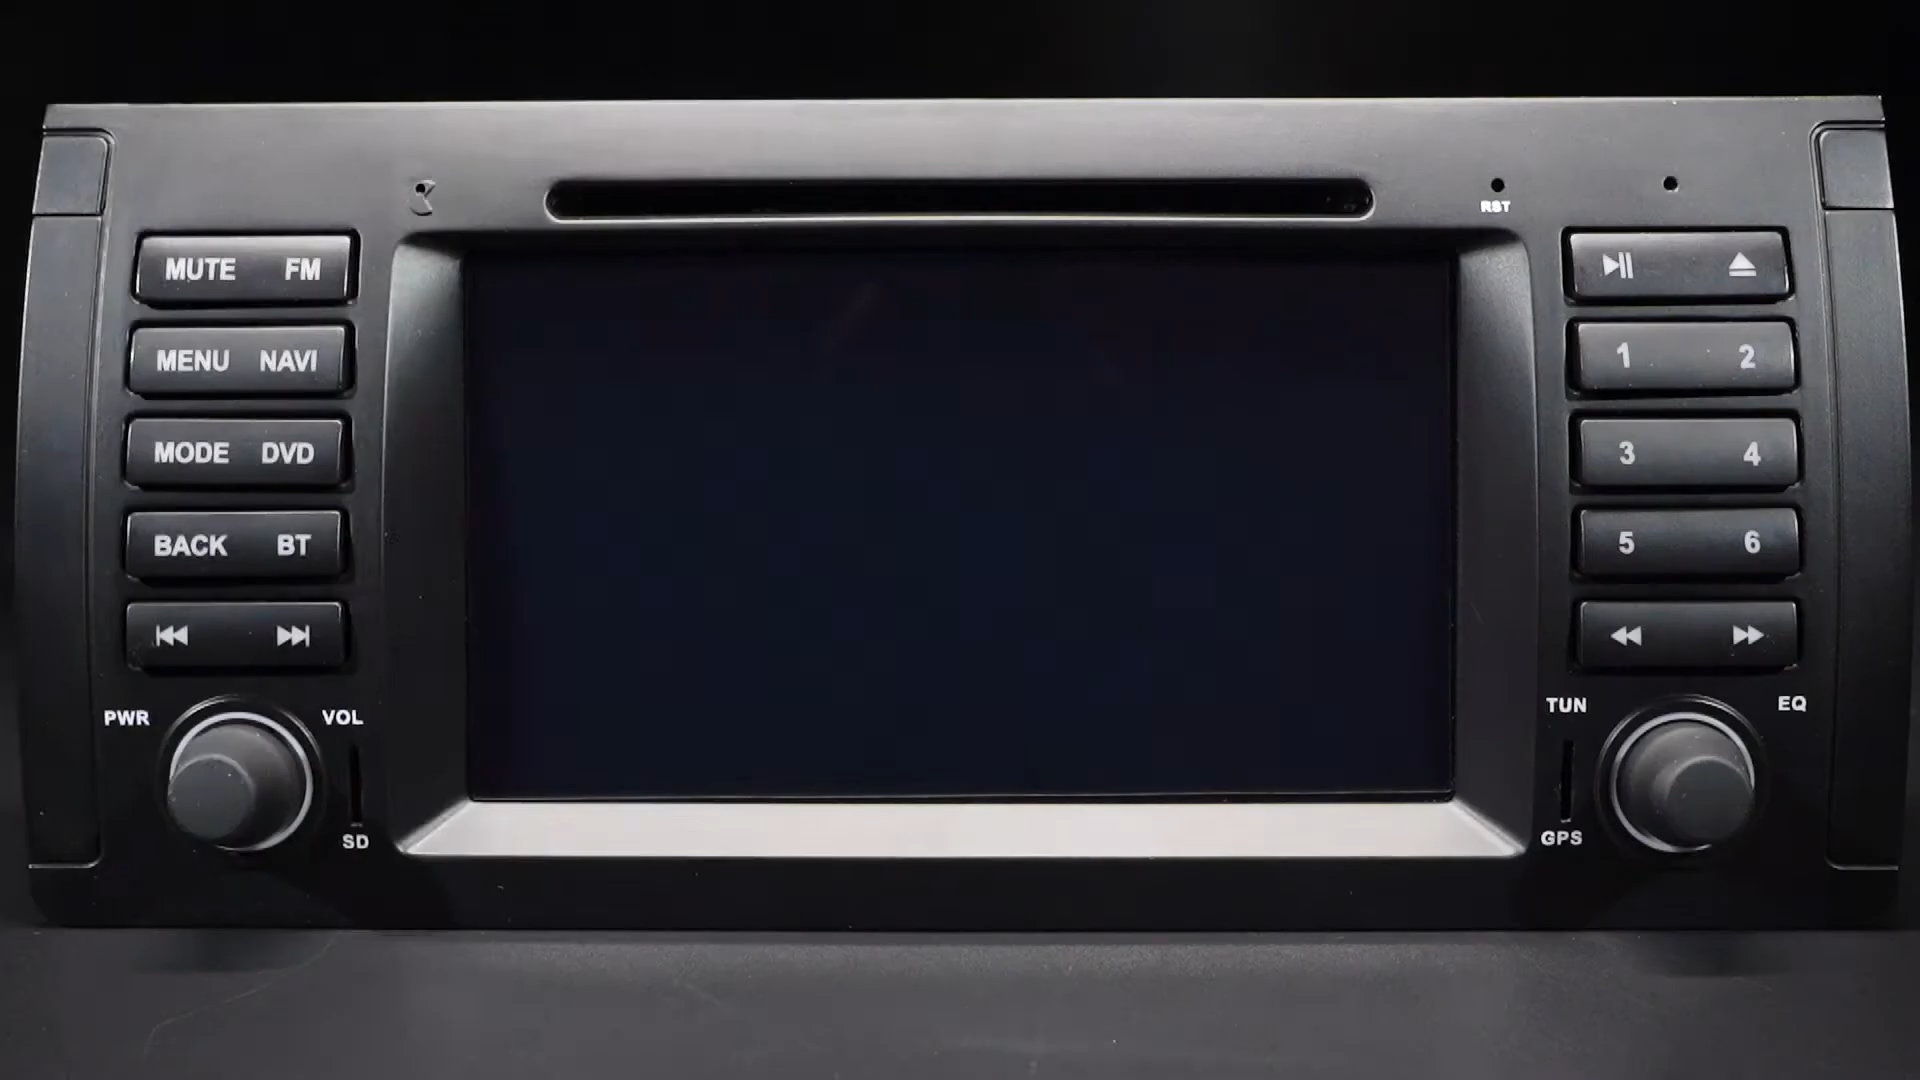 RST
MUTE FM
MENU NAVI
MODE DVD
BACK BT
PWR VOL
SD
1 2
3 4
5 6
TUN EQ
GPS